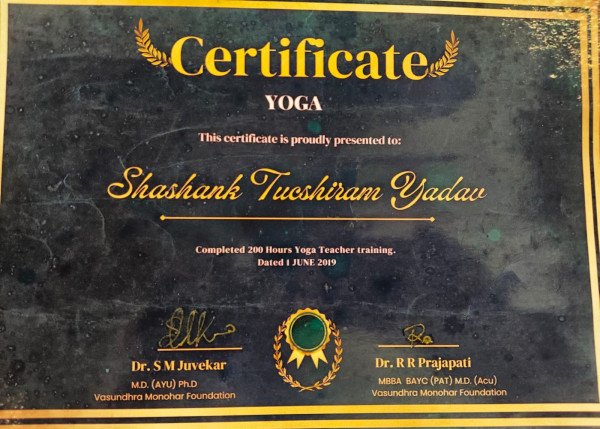 Certificate
YOGA
This certificate is proudly presented to:
Shashank Tucshiram Yadav
Completed 200 Hours Yoga Teacher training.
Dated 1 JUNE 2019
Dr. S M Juvekar
M.D. (AYU) Ph.D
Vasundhra Monohar Foundation
Dr. R R Prajapati
MBBA BAYC (PAT) M.D. (Acu)
Vasundhra Monohar Foundation